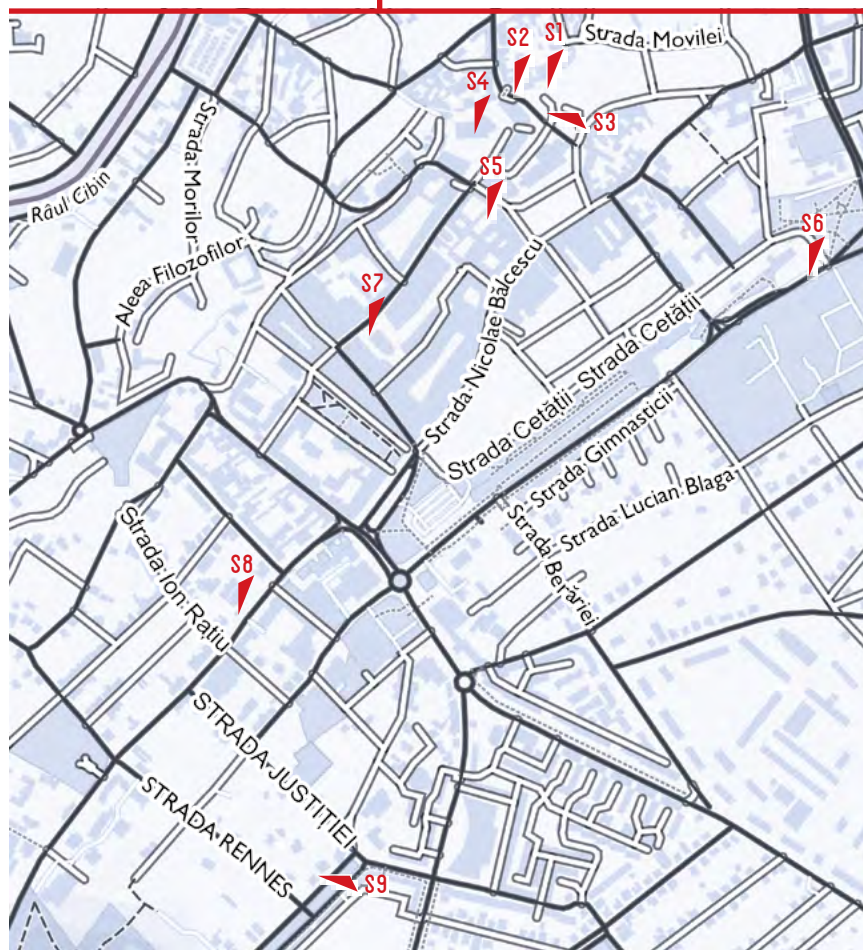 S1
Strada Movilei
S2
S4
S3
Strada Morilor
S5
Râul Cibin
S6
Aleea Filozofilor
Strada Nicolae Bălcescu
S7
Strada Cetății
Strada Cetății
Strada Gimnasticii
Strada Lucian Blaga
Strada Berăriei
Strada Ion Rațiu
S8
STRADA JUSTIȚIEI
STRADA RENNES
S9